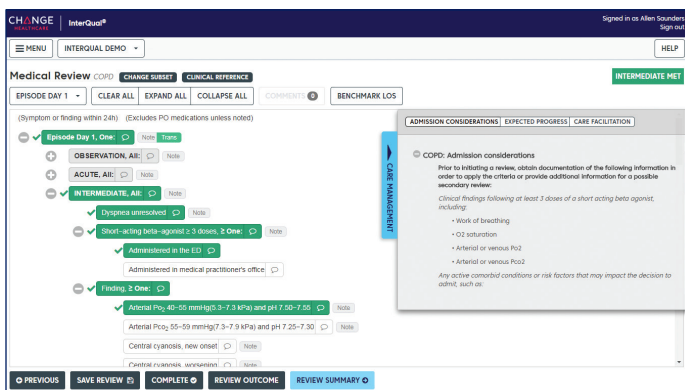 CHANGE HEALTHCARE InterQual®
Signed in as Allen Saunders
Sign out
MENU INTERQUAL DEMO HELP
Medical Review COPD CHANGE SUBSET CLINICAL REFERENCE INTERMEDIATE MET
EPISODE DAY 1 CLEAR ALL EXPAND ALL COLLAPSE ALL COMMENTS 0 BENCHMARK LOS
(Symptom or finding within 24h) (Excludes PO medications unless noted)
Episode Day 1, One: Note Trans
OBSERVATION, All: Note
ACUTE, All: Note
INTERMEDIATE, All: Note
Dyspnea unresolved Note
Short-acting beta-agonist ≥ 3 doses, ≥ One: Note
Administered in the ED
Administered in medical practitioner's office
Finding, ≥ One:
Arterial Po2 40-55 mmHg(5.3-7.3 kPa) and pH 7.50-7.55 Note
Arterial Pco2 55-59 mmHg(7.3-7.9 kPa) and pH 7.25-7.30 Note
Central cyanosis, new onset Note
Central cyanosis, worsening Note
CARE MANAGEMENT
ADMISSION CONSIDERATIONS EXPECTED PROGRESS CARE FACILITATION
COPD: Admission considerations
Prior to initiating a review, obtain documentation of the following information in
order to apply the criteria or provide additional information for a possible
secondary review:
Clinical findings following at least 3 doses of a short acting beta agonist,
including:
• Work of breathing
• O2 saturation
• Arterial or venous Po2
• Arterial or venous Pco2
Any active comorbid conditions or risk factors that may impact the decision to
admit, such as:
PREVIOUS SAVE REVIEW COMPLETE REVIEW OUTCOME REVIEW SUMMARY